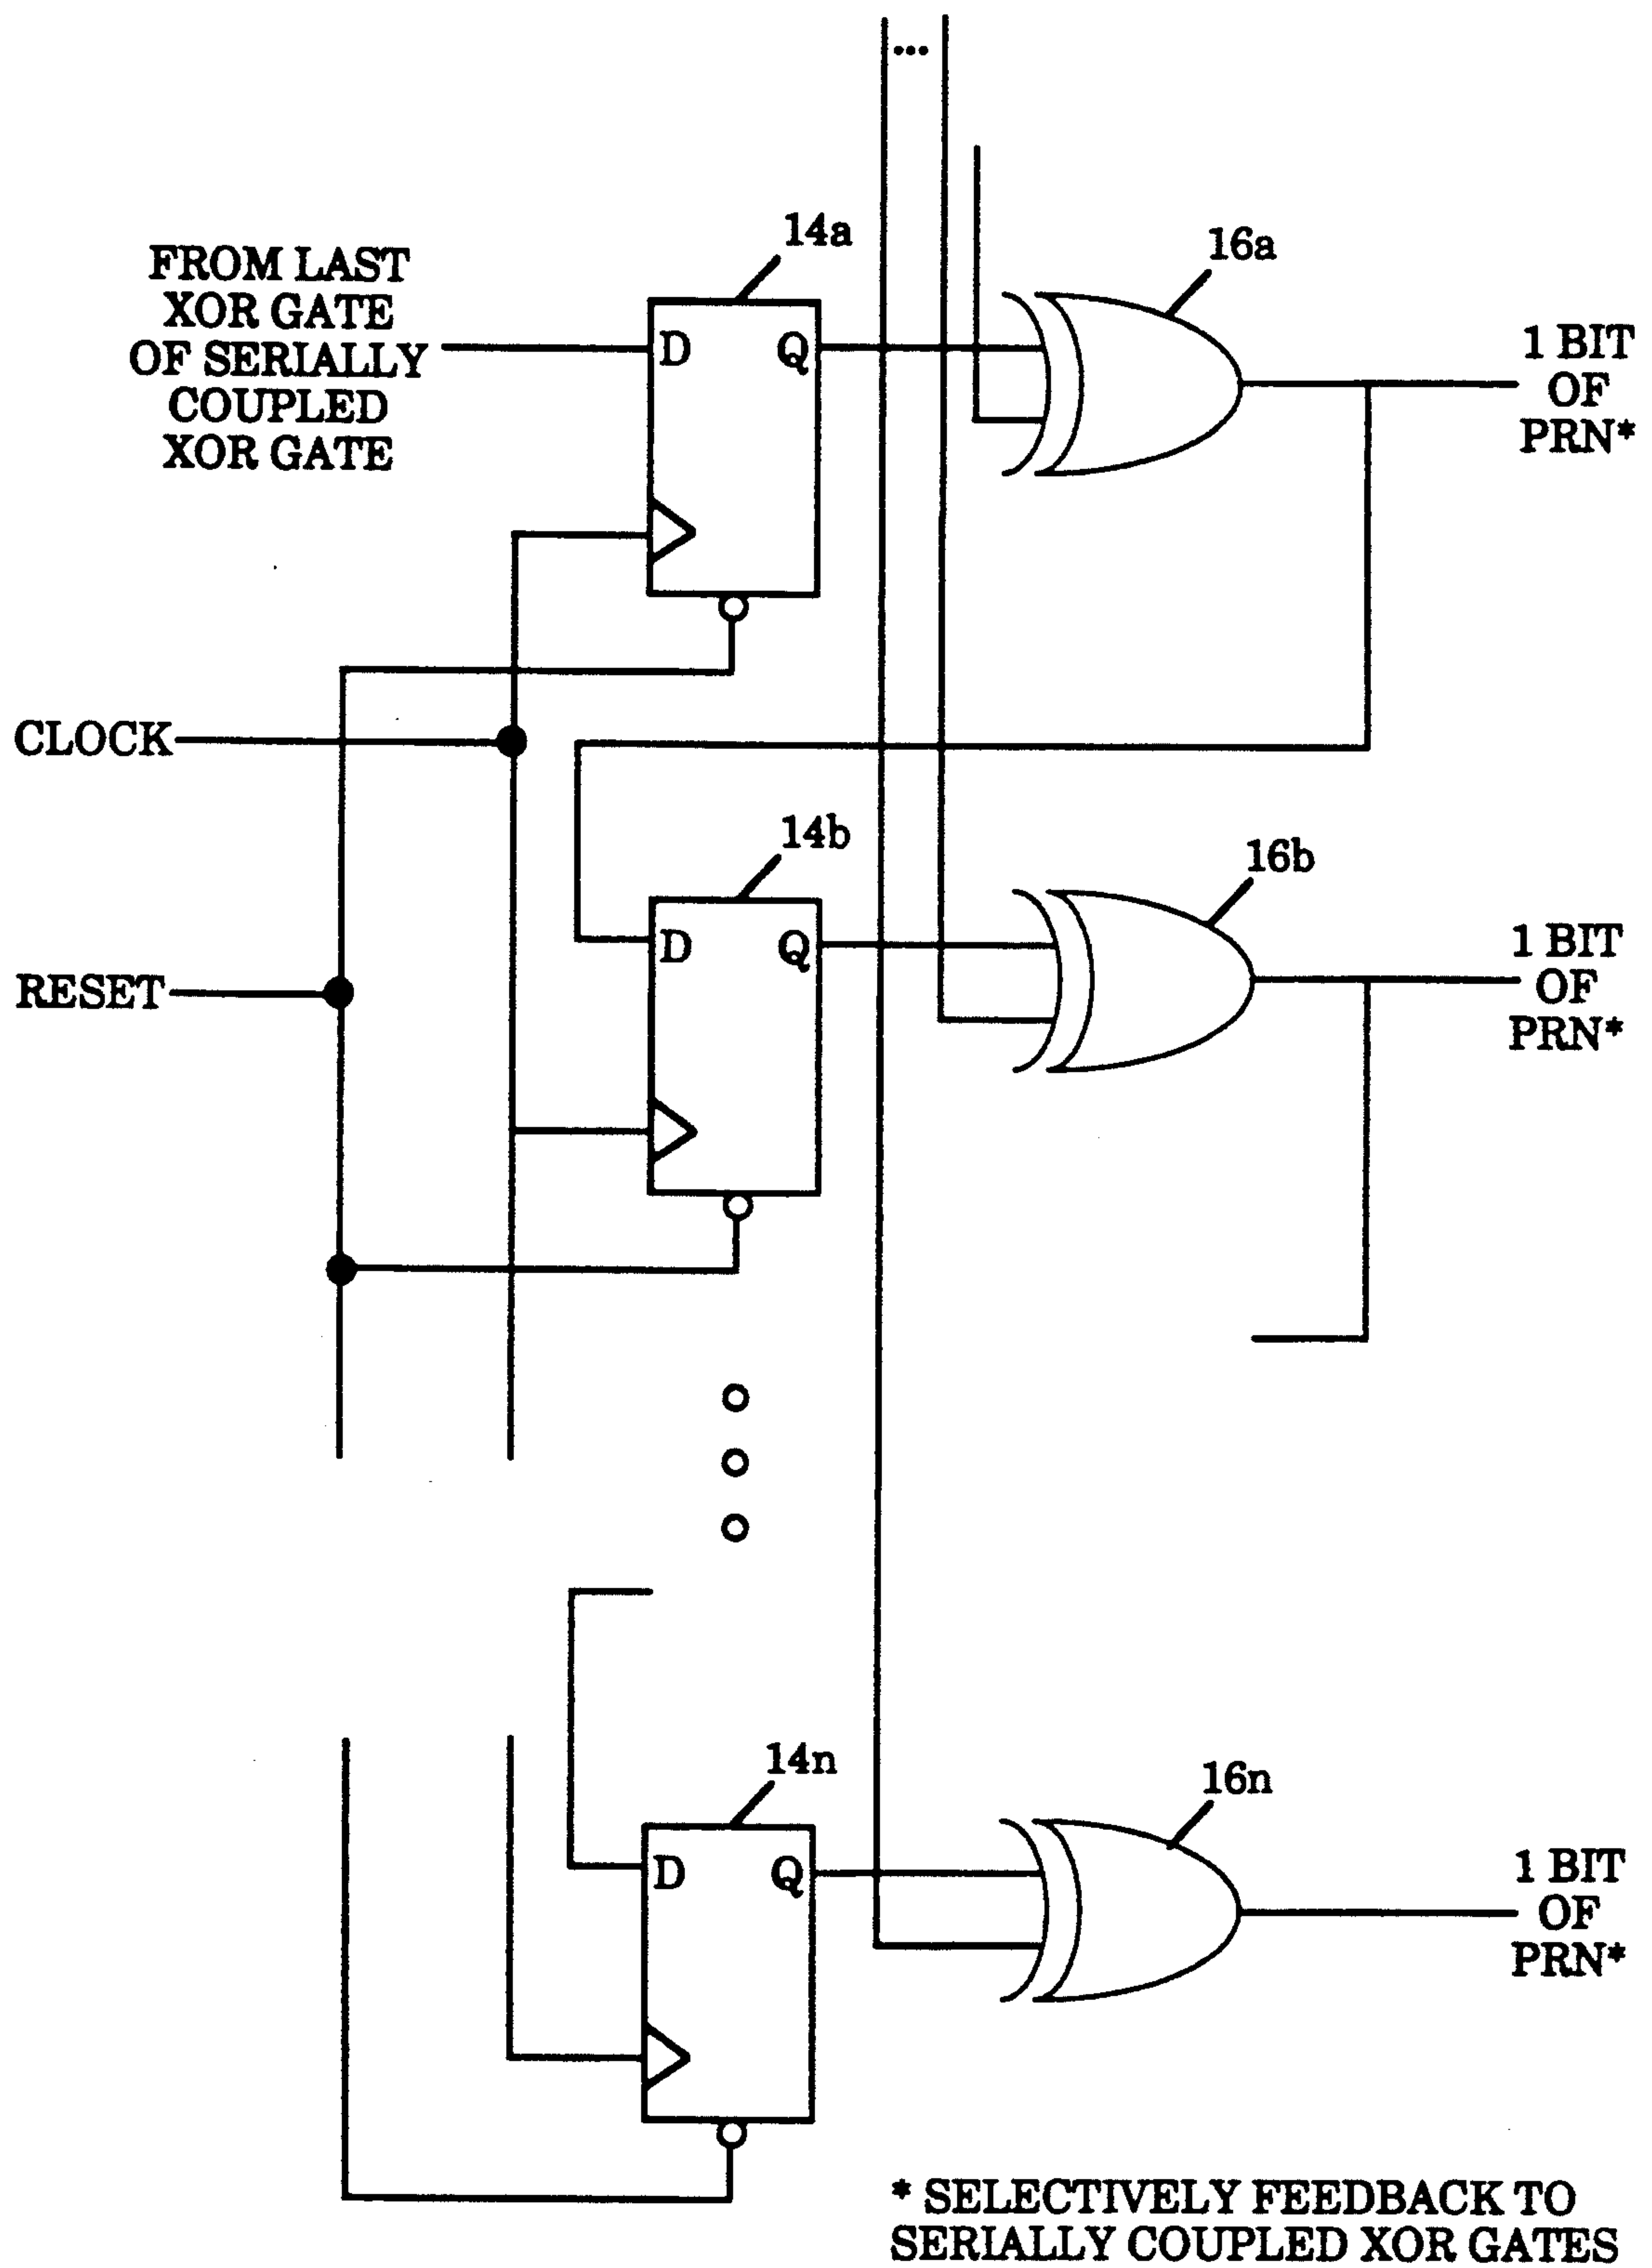 ...
14a
16a
FROM LAST
XOR GATE
OF SERIALLY
COUPLED
XOR GATE
D
Q
1 BIT
OF
PRN*
CLOCK
14b
16b
D
Q
1 BIT
OF
PRN*
RESET
14n
16n
D
Q
1 BIT
OF
PRN*
* SELECTIVELY FEEDBACK TO
SERIALLY COUPLED XOR GATES